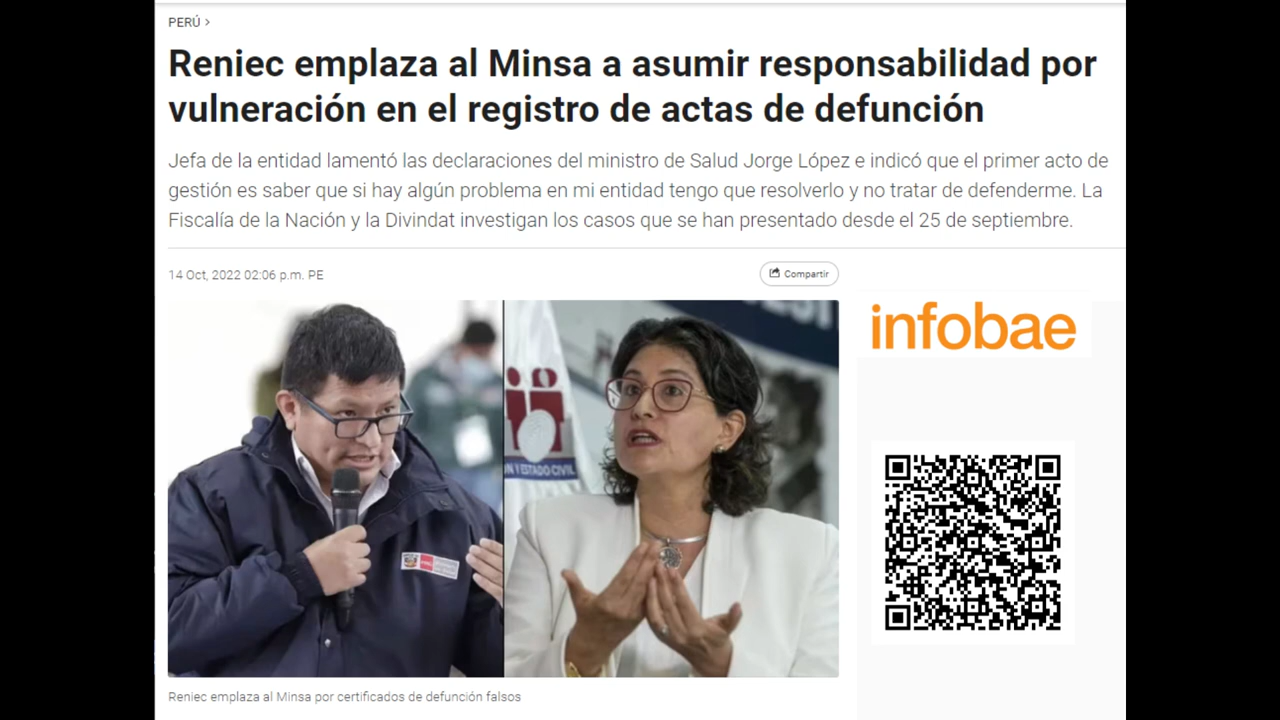 PERÚ >
Reniec emplaza al Minsa a asumir responsabilidad por
vulneración en el registro de actas de defunción
Jefa de la entidad lamentó las declaraciones del ministro de Salud Jorge López e indicó que el primer acto de
gestión es saber que si hay algún problema en mi entidad tengo que resolverlo y no tratar de defenderme. La
Fiscalía de la Nación y la Divindat investigan los casos que se han presentado desde el 25 de septiembre.
14 Oct, 2022 02:06 p.m. PE
Compartir
infobae
N Y ESTADO CIVIL
Reniec emplaza al Minsa por certificados de defunción falsos